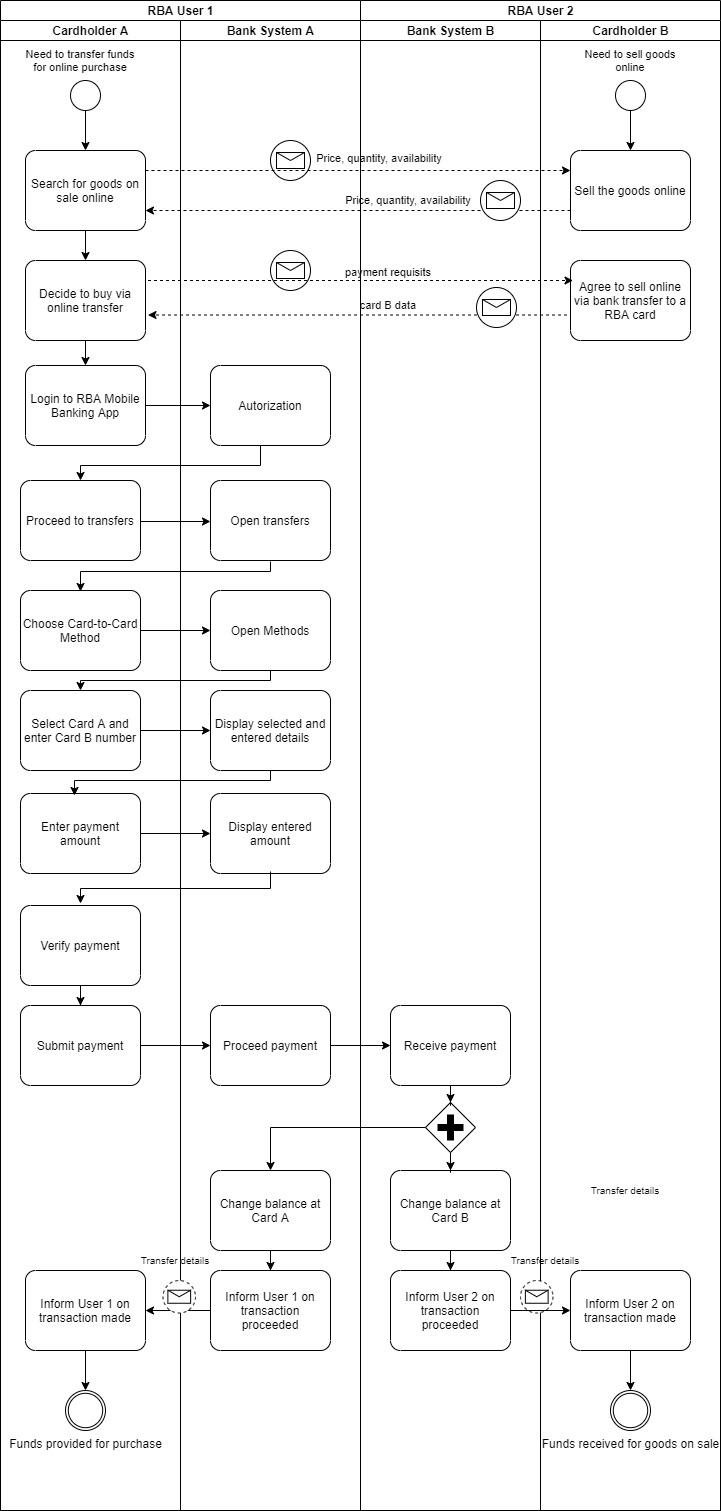 RBA User 1
RBA User 2
Cardholder A
Bank System A
Bank System B
Cardholder B
Need to transfer funds
for online purchase
Need to sell goods
online
Price, quantity, availability
Search for goods on
sale online
Sell the goods online
Price, quantity, availability
payment requisits
Decide to buy via
online transfer
Agree to sell online
via bank transfer to a
RBA card
card B data
Login to RBA Mobile
Banking App
Autorization
Proceed to transfers
Open transfers
Choose Card-to-Card
Method
Open Methods
Select Card A and
enter Card B number
Display selected and
entered details
Enter payment
amount
Display entered
amount
Verify payment
Submit payment
Proceed payment
Receive payment
Change balance at
Card A
Change balance at
Card B
Transfer details
Transfer details
Transfer details
Inform User 1 on
transaction made
Inform User 1 on
transaction
proceeded
Inform User 2 on
transaction
proceeded
Inform User 2 on
transaction made
Funds provided for purchase
Funds received for goods on sale